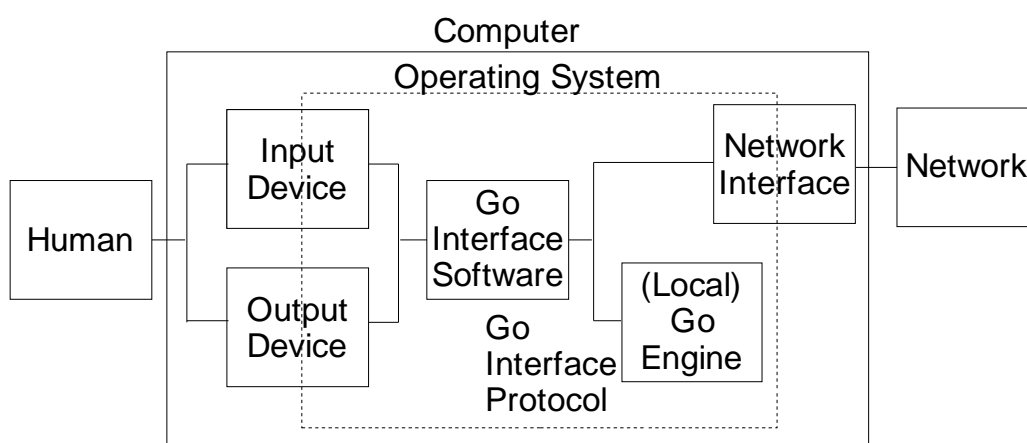 Computer
Operating System
Input
Device
Network
Interface
Network
Human
Go
Interface
Software
Output
Device
(Local)
Go
Engine
Go
Interface
Protocol